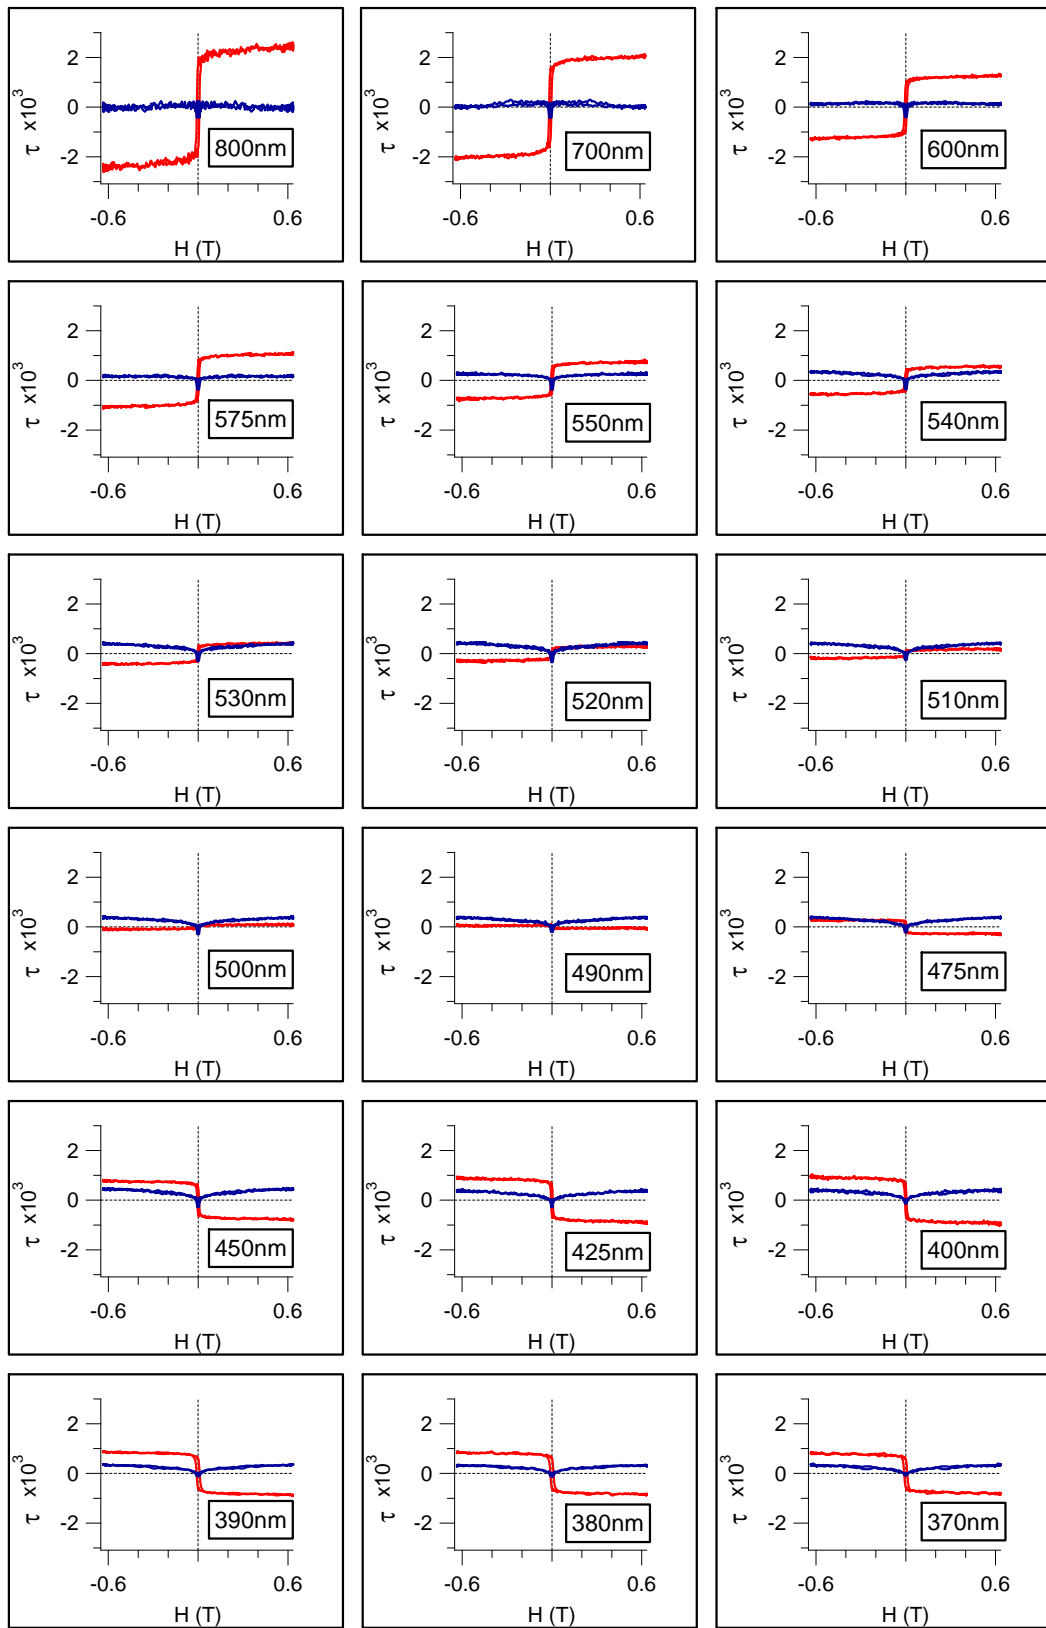 τ x10³
2
0
-2
800nm
-0.6 0.6
H (T)
τ x10³
2
0
-2
700nm
-0.6 0.6
H (T)
τ x10³
2
0
-2
600nm
-0.6 0.6
H (T)
τ x10³
2
0
-2
575nm
-0.6 0.6
H (T)
τ x10³
2
0
-2
550nm
-0.6 0.6
H (T)
τ x10³
2
0
-2
540nm
-0.6 0.6
H (T)
τ x10³
2
0
-2
530nm
-0.6 0.6
H (T)
τ x10³
2
0
-2
520nm
-0.6 0.6
H (T)
τ x10³
2
0
-2
510nm
-0.6 0.6
H (T)
τ x10³
2
0
-2
500nm
-0.6 0.6
H (T)
τ x10³
2
0
-2
490nm
-0.6 0.6
H (T)
τ x10³
2
0
-2
475nm
-0.6 0.6
H (T)
τ x10³
2
0
-2
450nm
-0.6 0.6
H (T)
τ x10³
2
0
-2
425nm
-0.6 0.6
H (T)
τ x10³
2
0
-2
400nm
-0.6 0.6
H (T)
τ x10³
2
0
-2
390nm
-0.6 0.6
H (T)
τ x10³
2
0
-2
380nm
-0.6 0.6
H (T)
τ x10³
2
0
-2
370nm
-0.6 0.6
H (T)